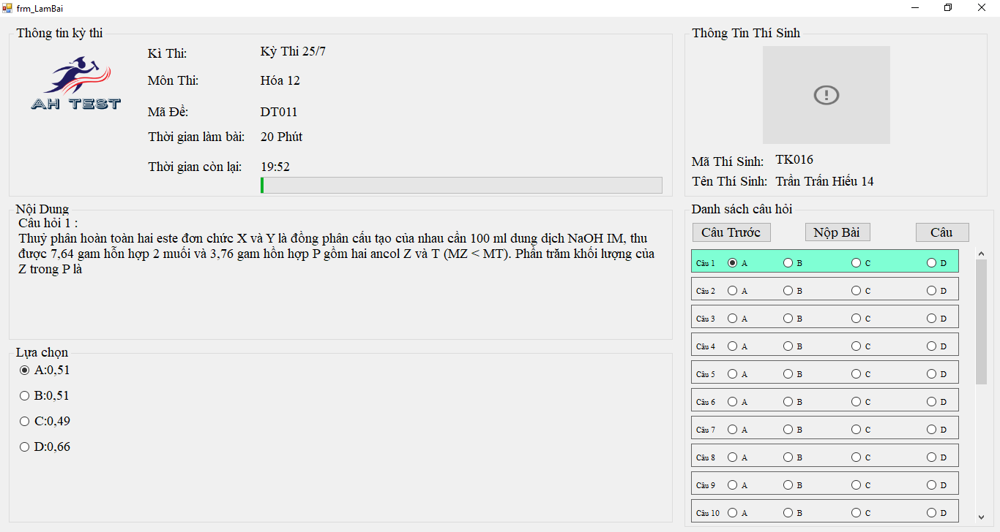 frm_LamBai
Thông tin kỳ thi
AH TEST
Kì Thi: Kỳ Thi 25/7
Môn Thi: Hóa 12
Mã Đề: DT011
Thời gian làm bài: 20 Phút
Thời gian còn lại: 19:52
Thông Tin Thí Sinh
Mã Thí Sinh: TK016
Tên Thí Sinh: Trần Trấn Hiếu 14
Nội Dung
Câu hỏi 1 :
Thuỷ phân hoàn toàn hai este đơn chức X và Y là đồng phân cấu tạo của nhau cần 100 ml dung dịch NaOH IM, thu
được 7,64 gam hỗn hợp 2 muối và 3,76 gam hỗn hợp P gồm hai ancol Z và T (MZ < MT). Phần trăm khối lượng của
Z trong P là
Lựa chọn
A:0,51
B:0,51
C:0,49
D:0,66
Danh sách câu hỏi
Câu Trước Nộp Bài Câu
Câu 1 A B C D
Câu 2 A B C D
Câu 3 A B C D
Câu 4 A B C D
Câu 5 A B C D
Câu 6 A B C D
Câu 7 A B C D
Câu 8 A B C D
Câu 9 A B C D
Câu 10 A B C D